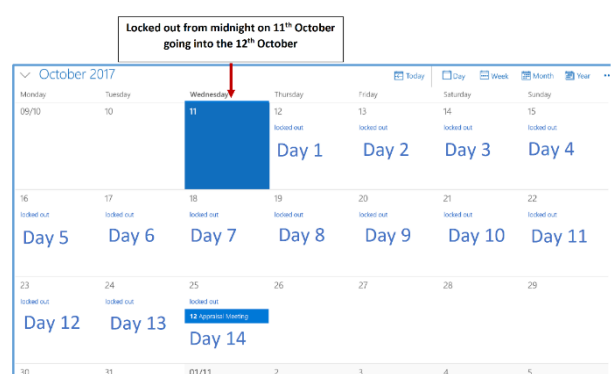 Locked out from midnight on 11th October
going into the 12th October
October 2017 Today Day Week Month Year ...
Monday Tuesday Wednesday Thursday Friday Saturday Sunday
09/10 10 11 12 13 14 15
locked out locked out locked out locked out
Day 1 Day 2 Day 3 Day 4
16 17 18 19 20 21 22
locked out locked out locked out locked out locked out locked out locked out
Day 5 Day 6 Day 7 Day 8 Day 9 Day 10 Day 11
23 24 25 26 27 28 29
locked out locked out locked out
12 Appraisal Meeting
Day 12 Day 13 Day 14
30 31 01/11 2 3 4 5